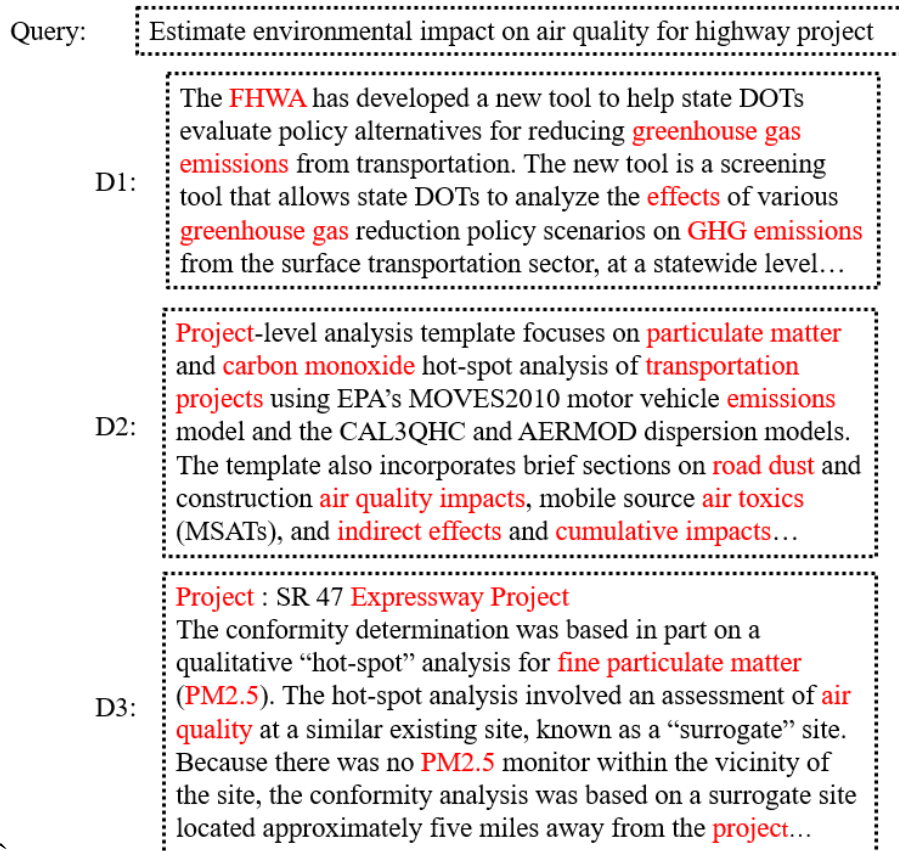 Query: Estimate environmental impact on air quality for highway project
D1:
The FHWA has developed a new tool to help state DOTs
evaluate policy alternatives for reducing greenhouse gas
emissions from transportation. The new tool is a screening
tool that allows state DOTs to analyze the effects of various
greenhouse gas reduction policy scenarios on GHG emissions
from the surface transportation sector, at a statewide level…
D2:
Project-level analysis template focuses on particulate matter
and carbon monoxide hot-spot analysis of transportation
projects using EPA’s MOVES2010 motor vehicle emissions
model and the CAL3QHC and AERMOD dispersion models.
The template also incorporates brief sections on road dust and
construction air quality impacts, mobile source air toxics
(MSATs), and indirect effects and cumulative impacts…
D3:
Project : SR 47 Expressway Project
The conformity determination was based in part on a
qualitative “hot-spot” analysis for fine particulate matter
(PM2.5). The hot-spot analysis involved an assessment of air
quality at a similar existing site, known as a “surrogate” site.
Because there was no PM2.5 monitor within the vicinity of
the site, the conformity analysis was based on a surrogate site
located approximately five miles away from the project…